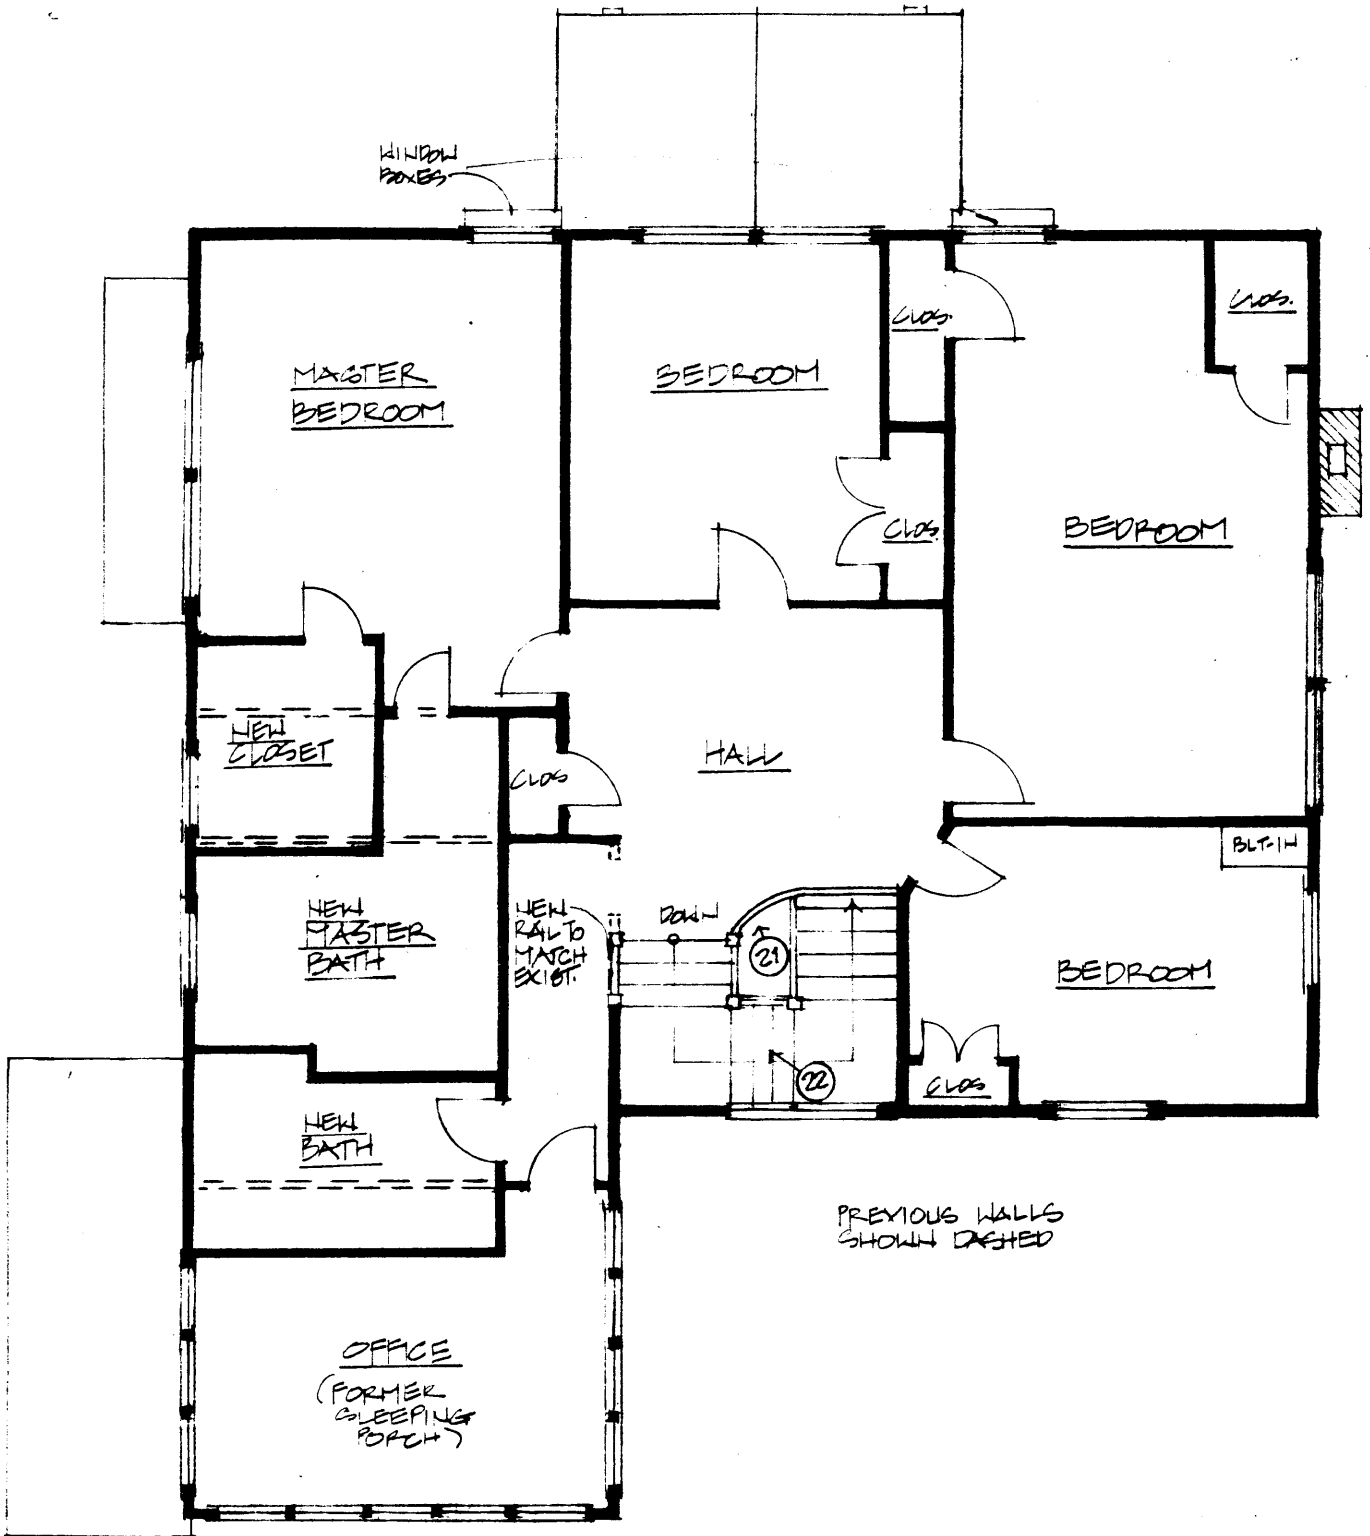 WINDOW
BOXES
CLOS.
CLOS.
MASTER
BEDROOM
BEDROOM
CLOS.
BEDROOM
NEW
CLOSET
CLOS
HALL
BLT-IN
NEW
MASTER
BATH
NEW
RAIL TO
MATCH
EXIST.
DOWN
21
BEDROOM
22
CLOS
NEW
BATH
PREVIOUS WALLS
SHOWN DASHED
OFFICE
(FORMER
SLEEPING
PORCH)